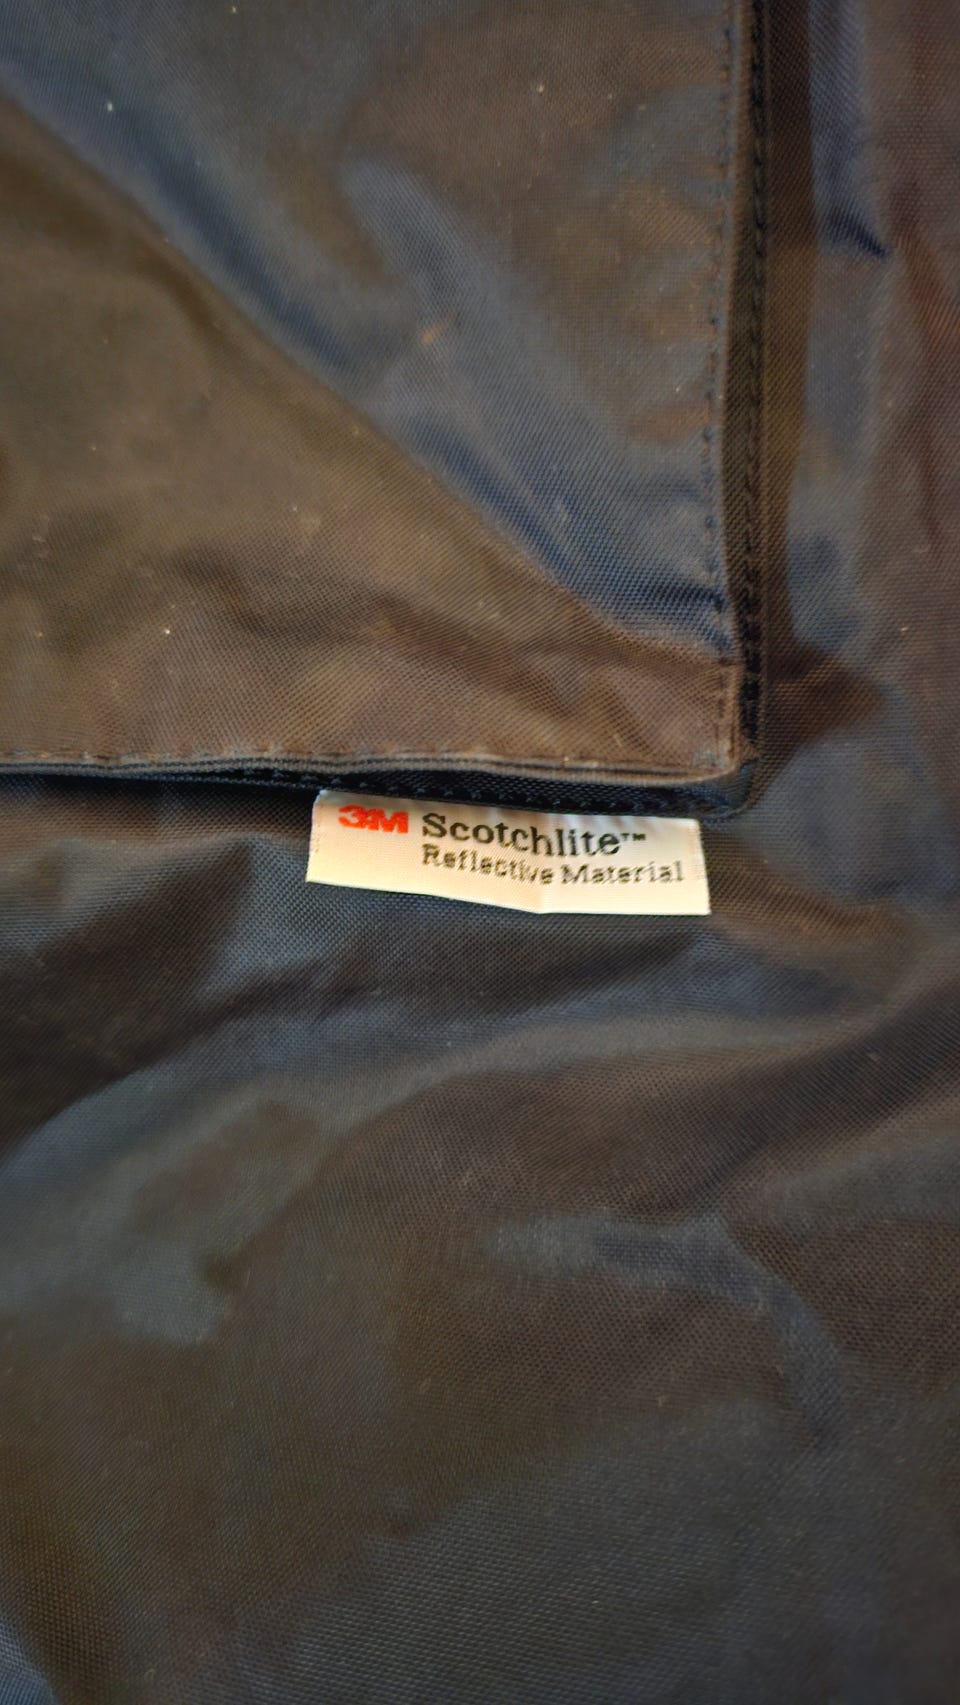 3M Scotchlite™
Reflective Material